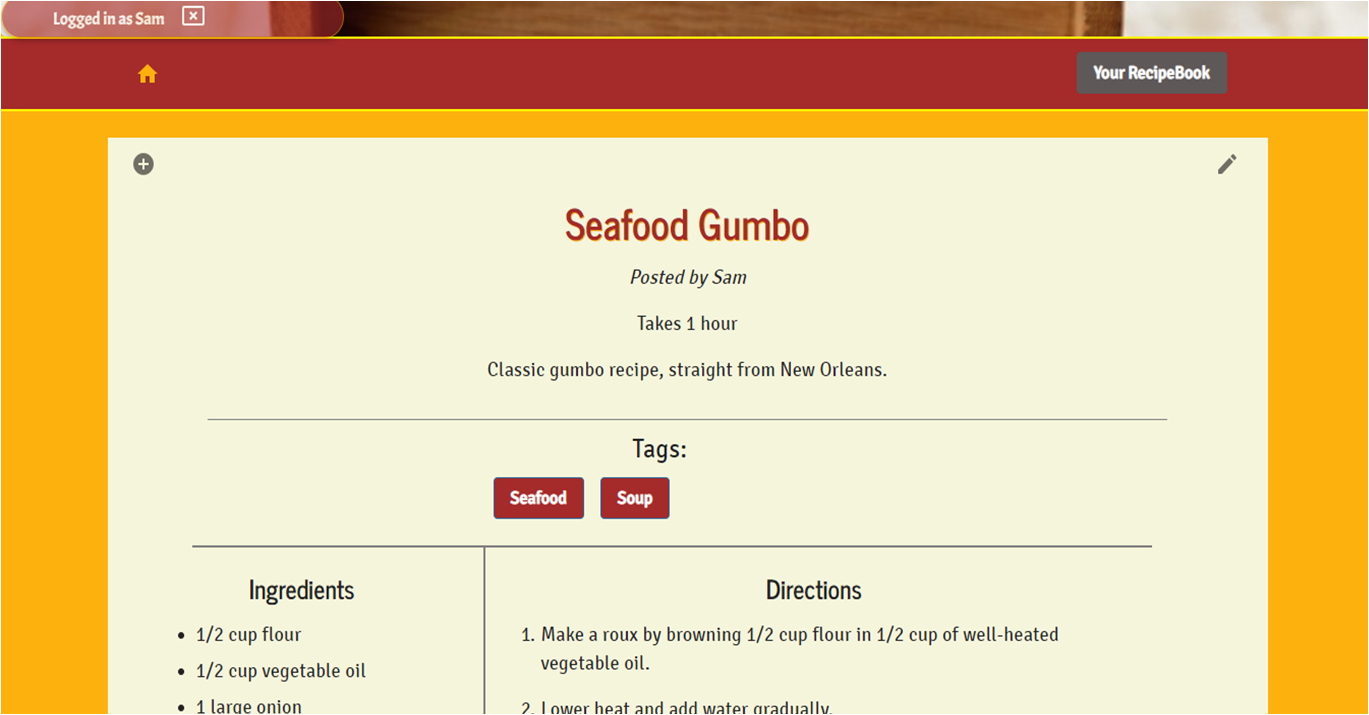 Logged in as Sam
Your RecipeBook
Seafood Gumbo
Posted by Sam
Takes 1 hour
Classic gumbo recipe, straight from New Orleans.
Tags:
Seafood Soup
Ingredients
• 1/2 cup flour
• 1/2 cup vegetable oil
• 1 large onion
Directions
1. Make a roux by browning 1/2 cup flour in 1/2 cup of well-heated
vegetable oil.
2. Lower heat and add water gradually.